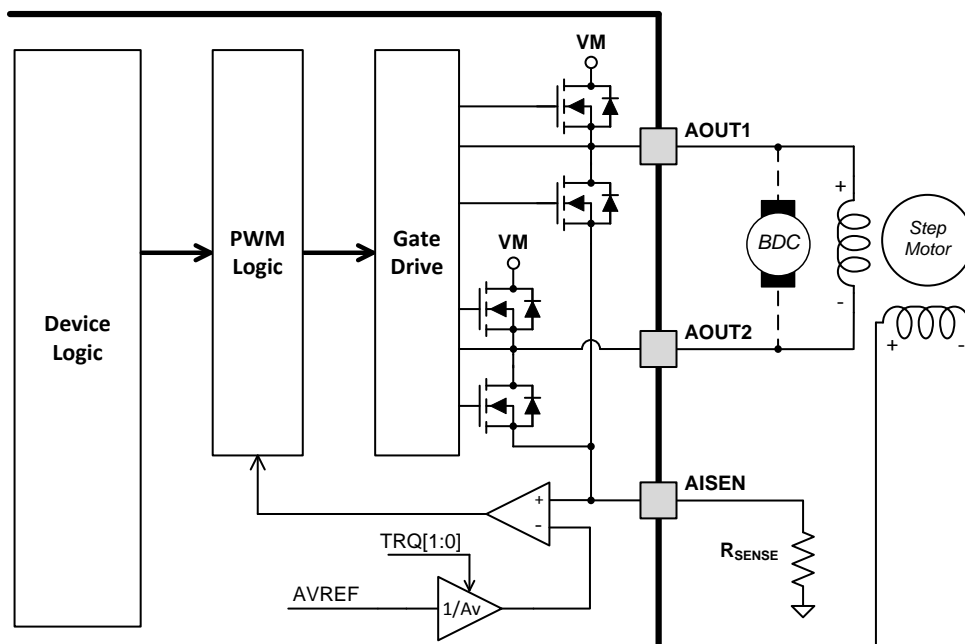 VM
AOUT1
PWM
Logic
Gate
Drive
VM
+
BDC
Step
Motor
-
Device
Logic
AOUT2
+
-
AISEN
+
-
TRQ[1:0]
RSENSE
AVREF
1/Av